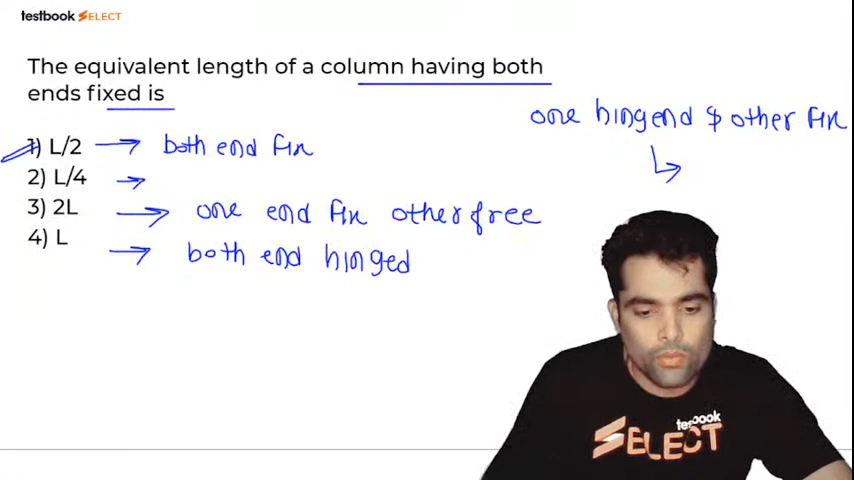 testbook SELECT
The equivalent length of a column having both
ends fixed is
one hing end & other fix
1) L/2 → both end fix
2) L/4 →
3) 2L → one end fix other free
4) L → both end hinged
testbook
SELECT